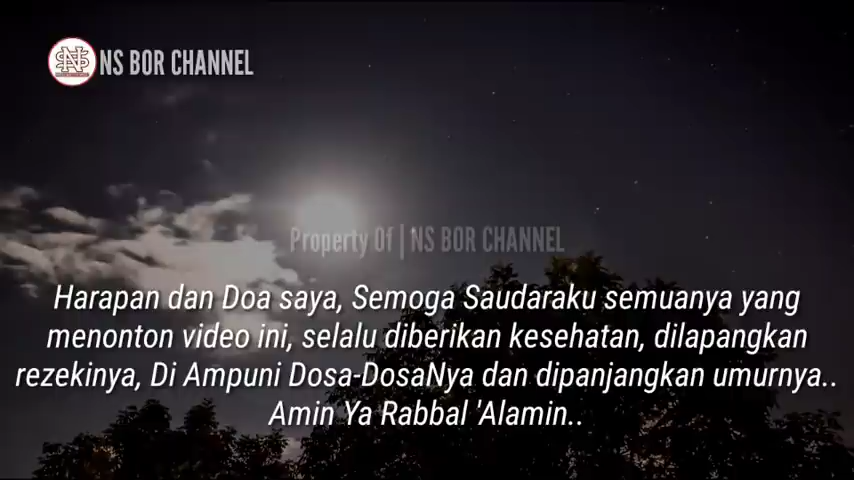 NS BOR CHANNEL
Property Of | NS BOR CHANNEL
Harapan dan Doa saya, Semoga Saudaraku semuanya yang
menonton video ini, selalu diberikan kesehatan, dilapangkan
rezekinya, Di Ampuni Dosa-DosaNya dan dipanjangkan umurnya..
Amin Ya Rabbal 'Alamin..